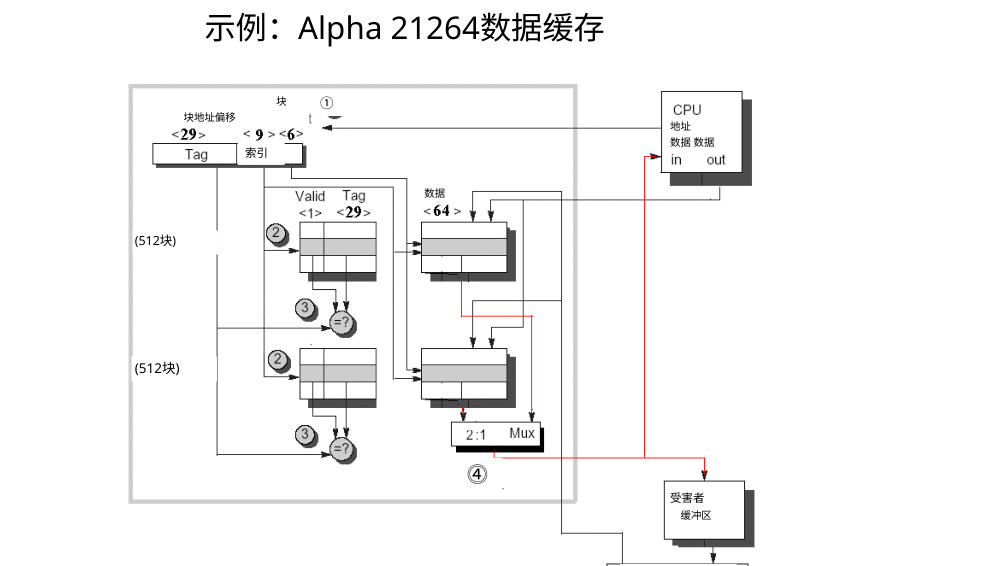 示例：Alpha 21264数据缓存
块 ①
块地址偏移
<29> < 9 > <6>
Tag 索引
CPU
地址
数据 数据
in out
Valid Tag 数据
<1> <29> < 64 >
(512块)
2
3
=?
(512块)
2
3
=?
2:1 Mux
④
受害者
缓冲区